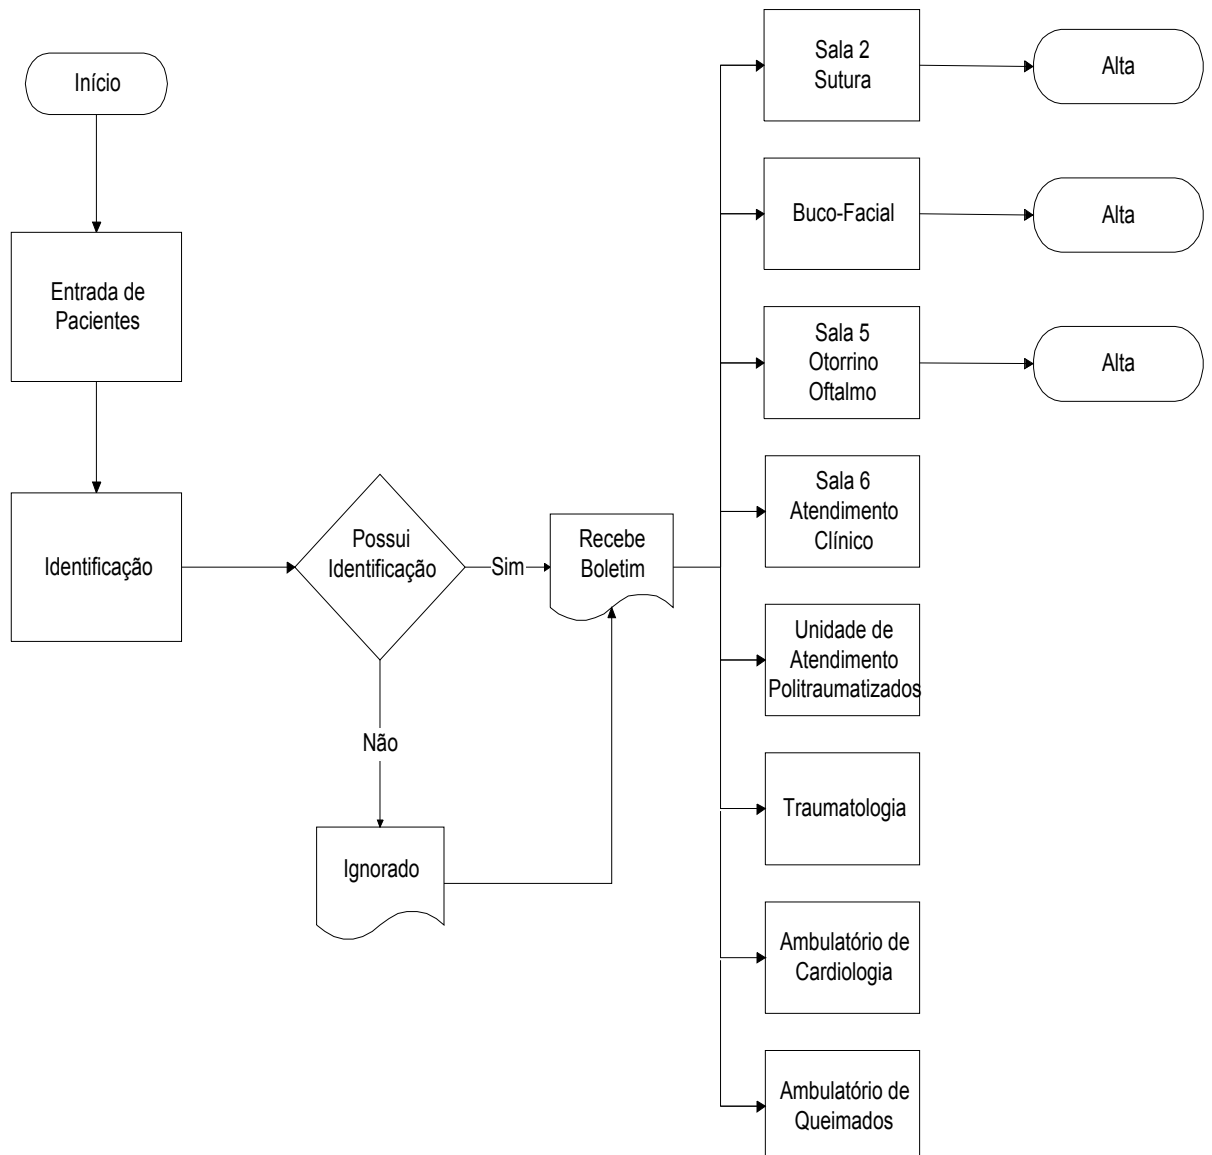 Início
Entrada de
Pacientes
Identificação
Possui
Identificação
Sim
Não
Ignorado
Recebe
Boletim
Sala 2
Sutura
Alta
Buco-Facial
Alta
Sala 5
Otorrino
Oftalmo
Alta
Sala 6
Atendimento
Clínico
Unidade de
Atendimento
Politraumatizados
Traumatologia
Ambulatório de
Cardiologia
Ambulatório de
Queimados